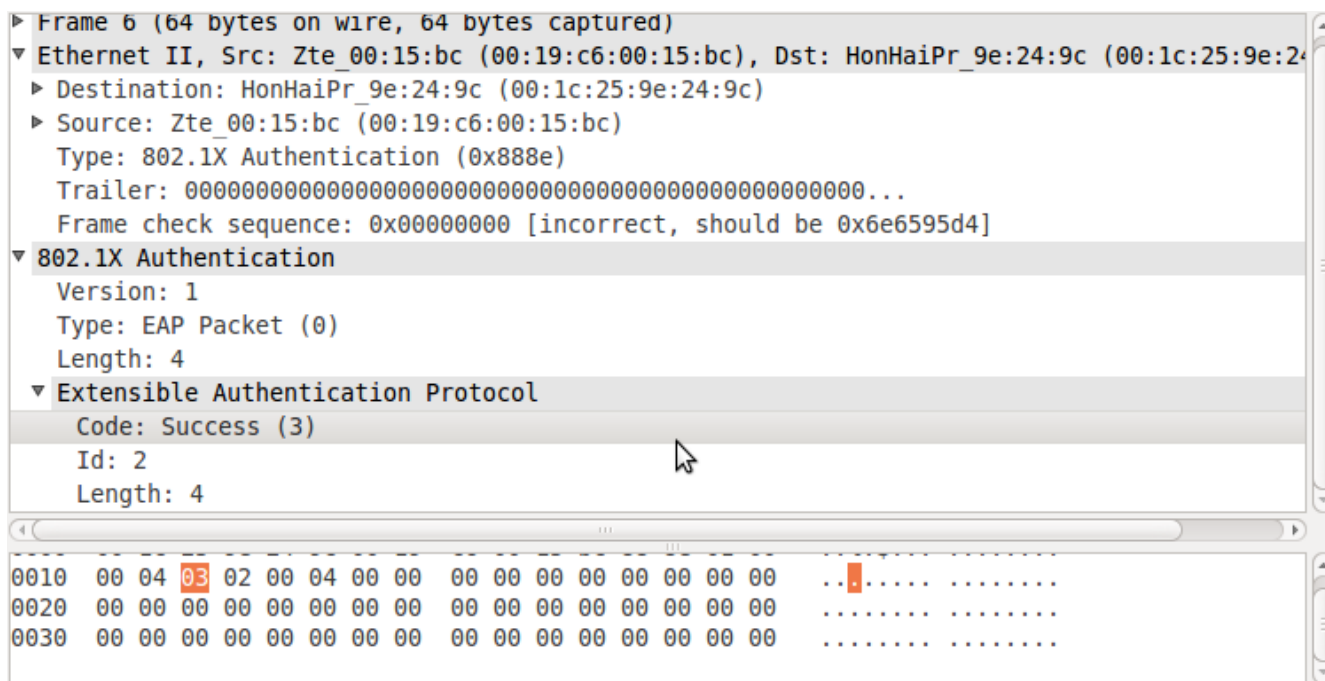 Frame 6 (64 bytes on wire, 64 bytes captured)
Ethernet II, Src: Zte_00:15:bc (00:19:c6:00:15:bc), Dst: HonHaiPr_9e:24:9c (00:1c:25:9e:24
Destination: HonHaiPr_9e:24:9c (00:1c:25:9e:24:9c)
Source: Zte_00:15:bc (00:19:c6:00:15:bc)
Type: 802.1X Authentication (0x888e)
Trailer: 000000000000000000000000000000000000000000000000...
Frame check sequence: 0x00000000 [incorrect, should be 0x6e6595d4]
802.1X Authentication
Version: 1
Type: EAP Packet (0)
Length: 4
Extensible Authentication Protocol
Code: Success (3)
Id: 2
Length: 4
0010 00 04 03 02 00 04 00 00 00 00 00 00 00 00 00 00 ........ ........
0020 00 00 00 00 00 00 00 00 00 00 00 00 00 00 00 00 ........ ........
0030 00 00 00 00 00 00 00 00 00 00 00 00 00 00 00 00 ........ ........